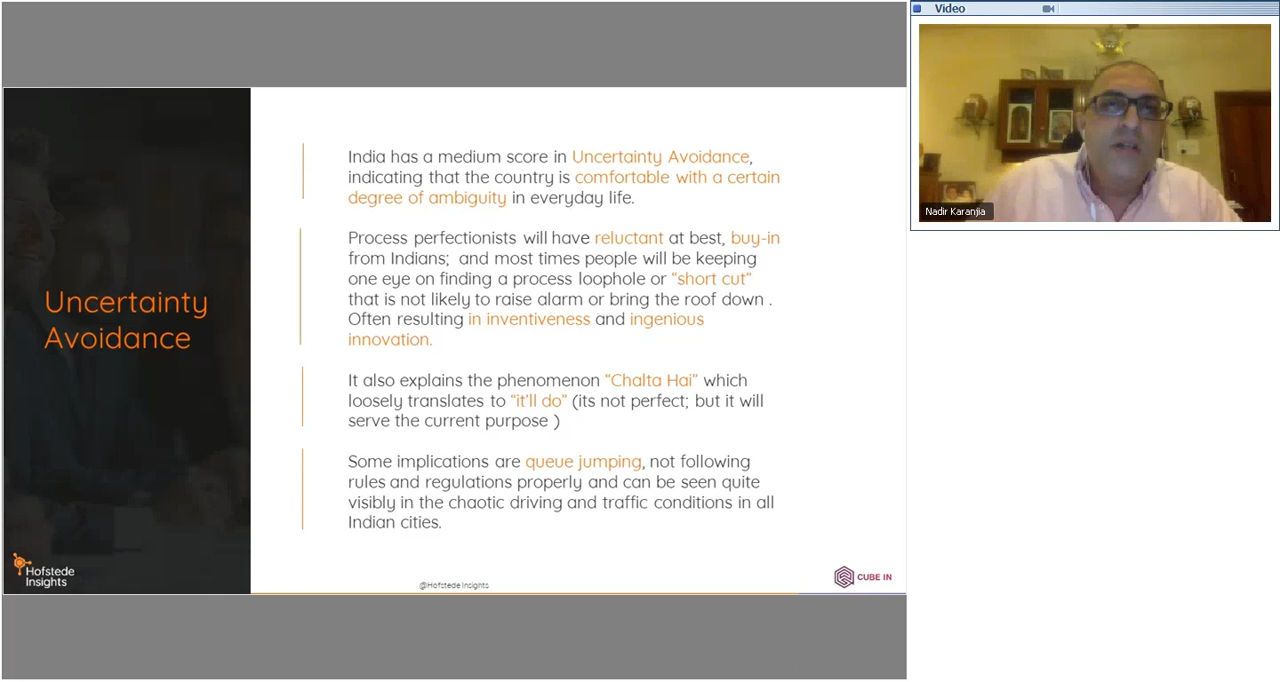 Video
Nadir Karanjia
Uncertainty
Avoidance
India has a medium score in Uncertainty Avoidance,
indicating that the country is comfortable with a certain
degree of ambiguity in everyday life.
Process perfectionists will have reluctant at best, buy-in
from Indians; and most times people will be keeping
one eye on finding a process loophole or “short cut”
that is not likely to raise alarm or bring the roof down .
Often resulting in inventiveness and ingenious
innovation.
It also explains the phenomenon “Chalta Hai” which
loosely translates to “it’ll do” (its not perfect; but it will
serve the current purpose )
Some implications are queue jumping, not following
rules and regulations properly and can be seen quite
visibly in the chaotic driving and traffic conditions in all
Indian cities.
Hofstede
Insights
@Hofstede Insights
CUBE IN